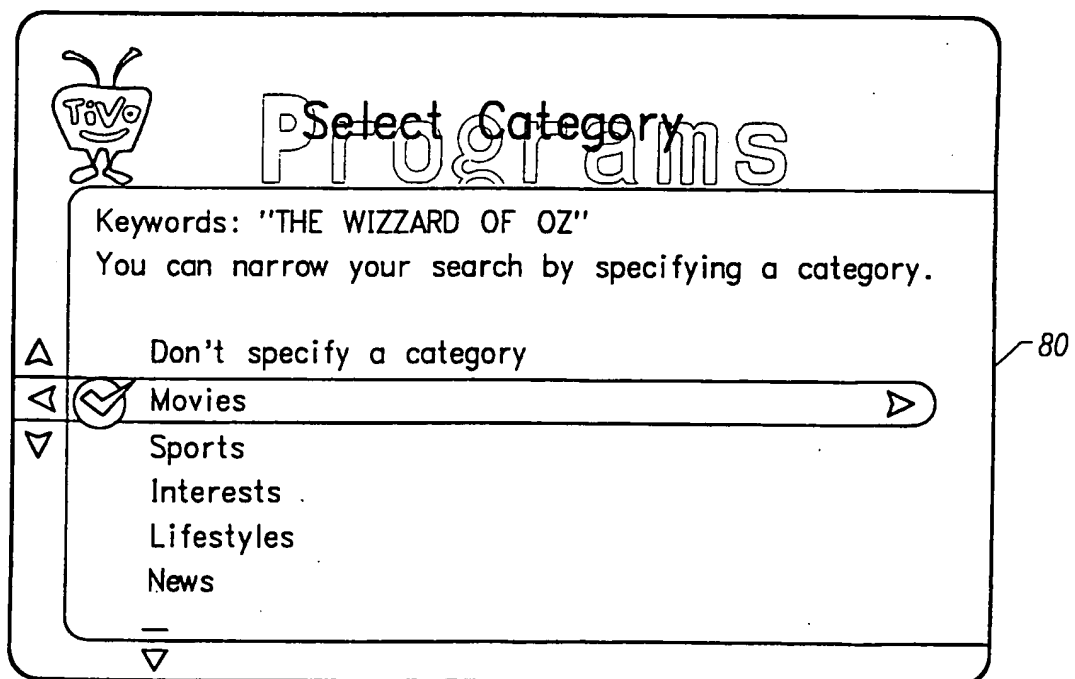 TiVo
Programs
Select Category
Keywords: "THE WIZZARD OF OZ"
You can narrow your search by specifying a category.
Don't specify a category
Movies
Sports
Interests
Lifestyles
News
80